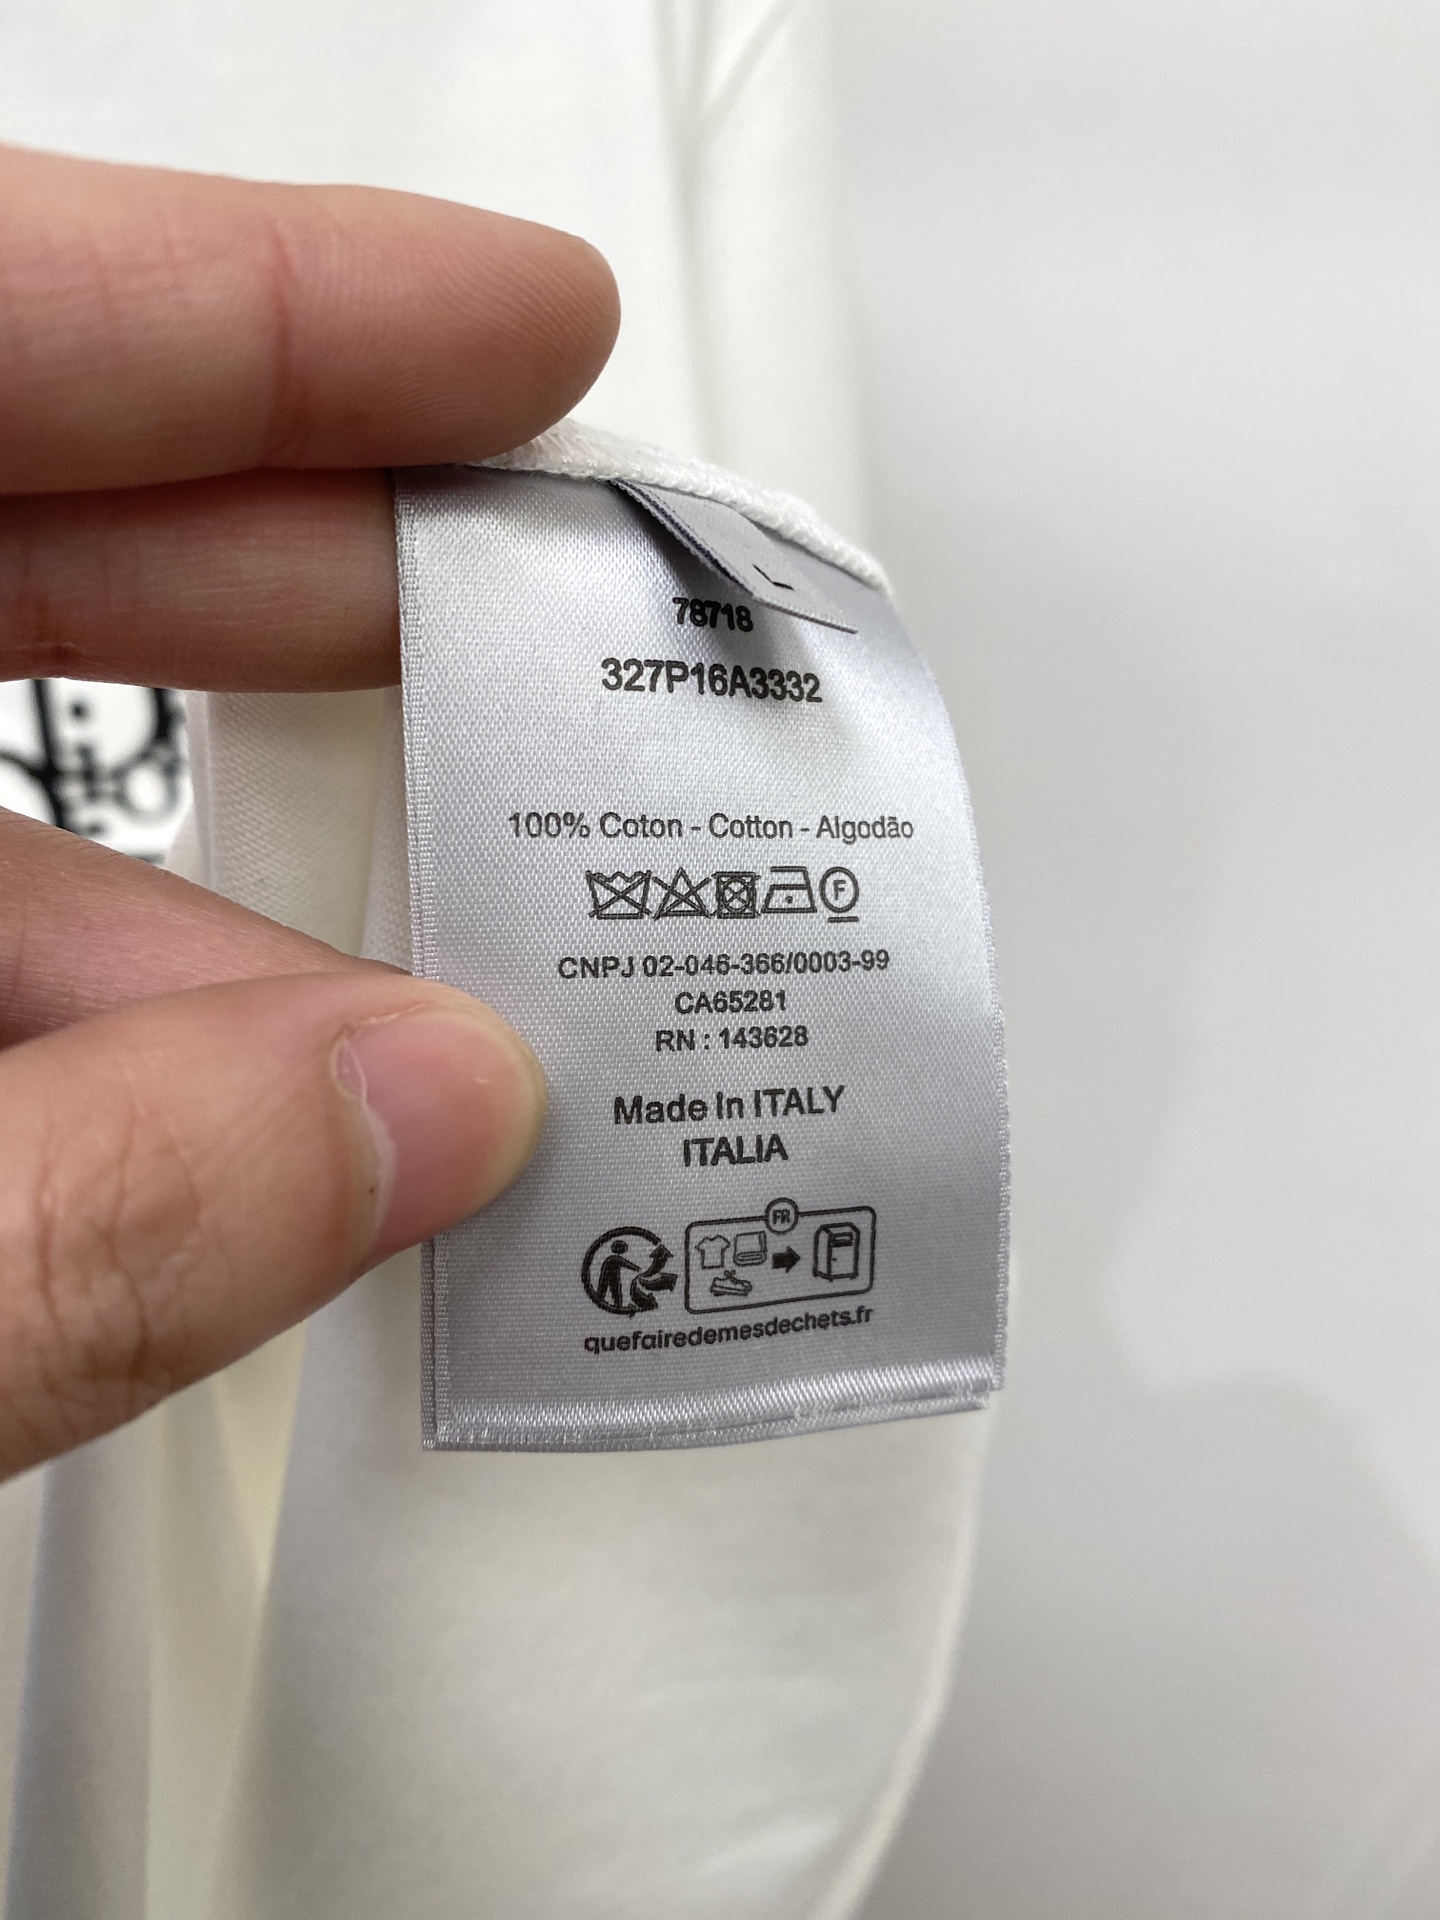 L
78718
327P16A3332
100% Coton - Cotton - Algodão
F
CNPJ 02-046-366/0003-99
CA65281
RN : 143628
Made In ITALY
ITALIA
FR
quefairedemesdechets.fr